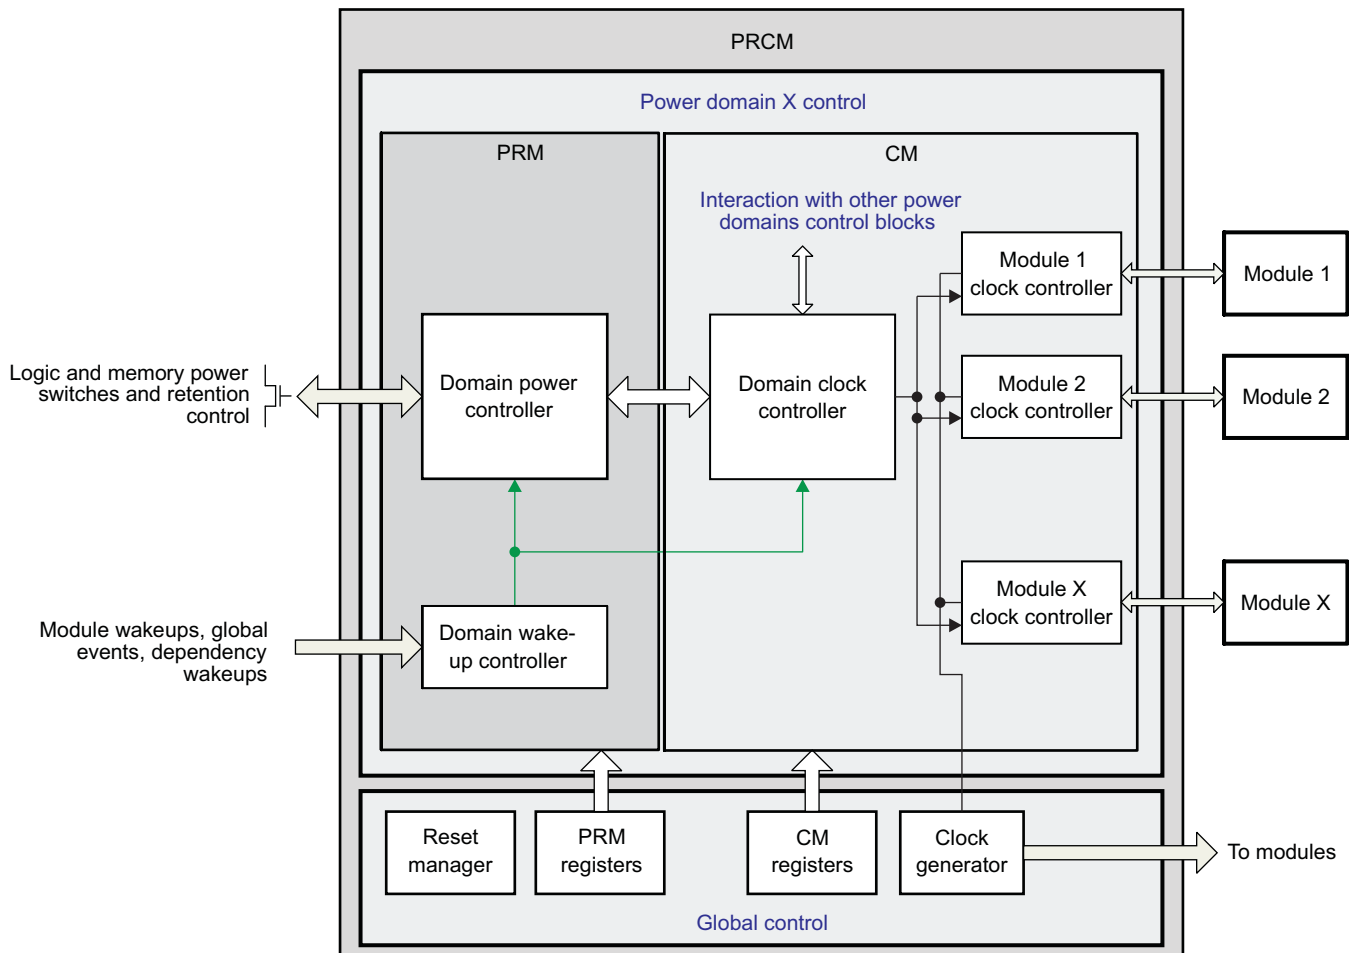 PRCM
Power domain X control
PRM
CM
Interaction with other power
domains control blocks
Module 1
clock controller
Module 1
Logic and memory power
switches and retention
control
Domain power
controller
Domain clock
controller
Module 2
clock controller
Module 2
Module X
clock controller
Module X
Module wakeups, global
events, dependency
wakeups
Domain wake-
up controller
Reset
manager
PRM
registers
CM
registers
Clock
generator
To modules
Global control